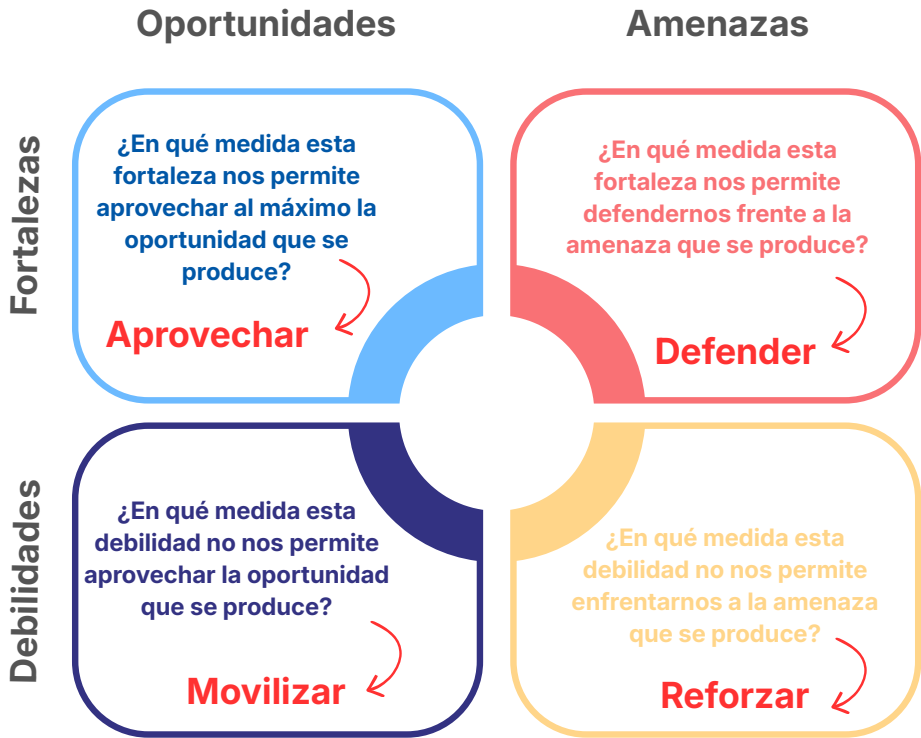 Oportunidades
Amenazas
Fortalezas
¿En qué medida esta
fortaleza nos permite
aprovechar al máximo la
oportunidad que se
produce?
Aprovechar
¿En qué medida esta
fortaleza nos permite
defendernos frente a la
amenaza que se produce?
Defender
Debilidades
¿En qué medida esta
debilidad no nos permite
aprovechar la oportunidad
que se produce?
Movilizar
¿En qué medida esta
debilidad no nos permite
enfrentarnos a la amenaza
que se produce?
Reforzar